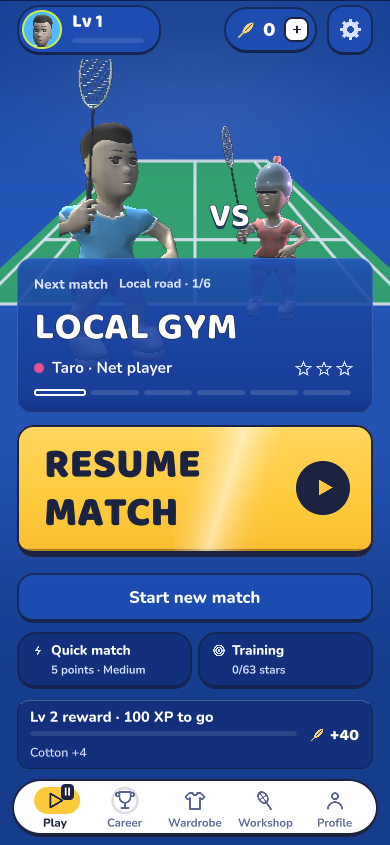 Lv 1
0
+
VS
Next match Local road · 1/6
LOCAL GYM
Taro · Net player
RESUME
MATCH
Start new match
Quick match
5 points · Medium
Training
0/63 stars
Lv 2 reward · 100 XP to go
+40
Cotton +4
Play
Career
Wardrobe
Workshop
Profile